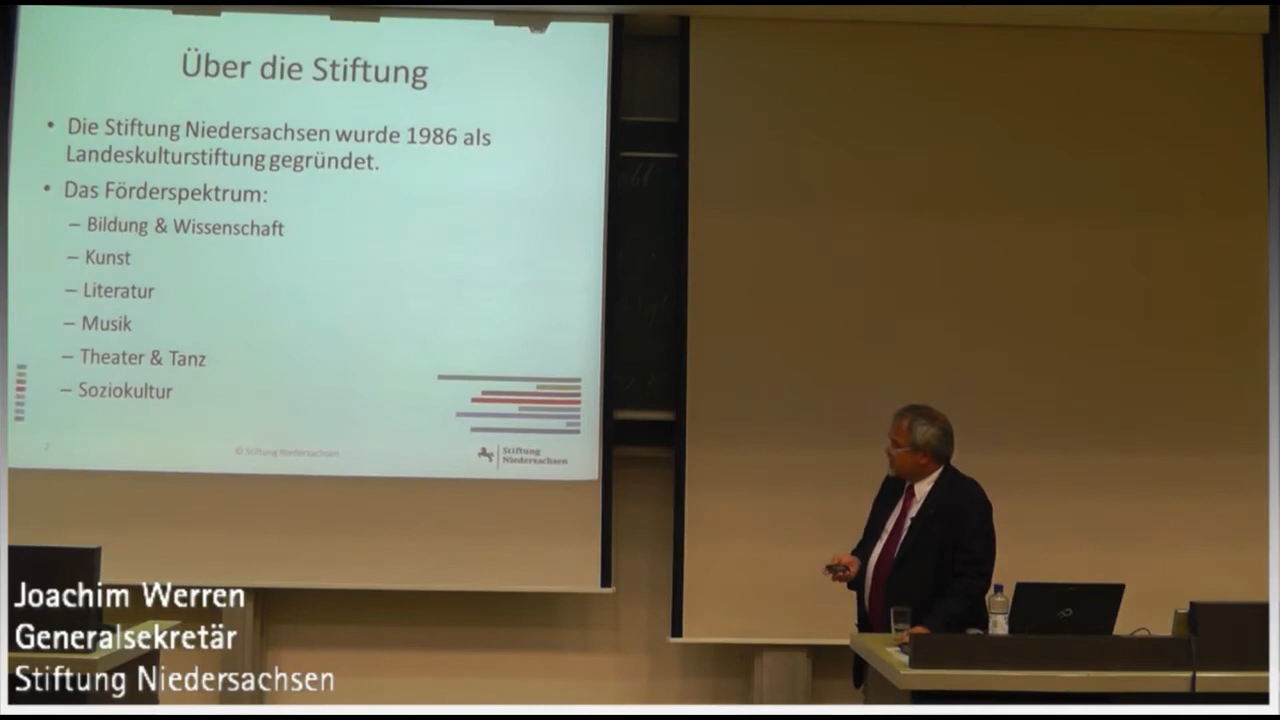 Über die Stiftung
• Die Stiftung Niedersachsen wurde 1986 als
Landeskulturstiftung gegründet.
• Das Förderspektrum:
– Bildung & Wissenschaft
– Kunst
– Literatur
– Musik
– Theater & Tanz
– Soziokultur
© Stiftung Niedersachsen
Stiftung
Niedersachsen
Joachim Werren
Generalsekretär
Stiftung Niedersachsen